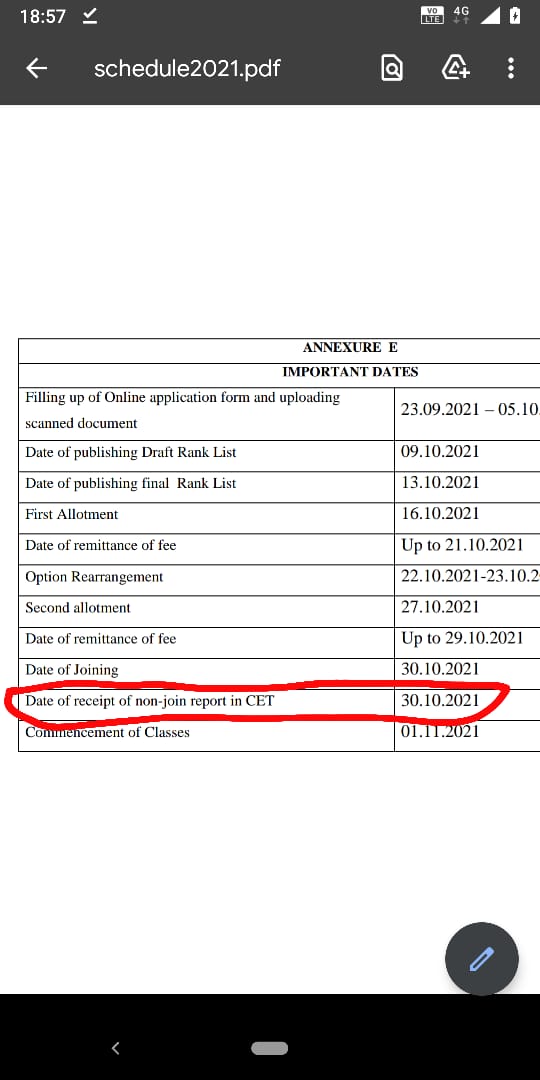 18:57
VO LTE 4G
schedule2021.pdf
ANNEXURE E
IMPORTANT DATES
Filling up of Online application form and uploading
scanned document
23.09.2021 – 05.10.
Date of publishing Draft Rank List 09.10.2021
Date of publishing final Rank List 13.10.2021
First Allotment 16.10.2021
Date of remittance of fee Up to 21.10.2021
Option Rearrangement 22.10.2021-23.10.2
Second allotment 27.10.2021
Date of remittance of fee Up to 29.10.2021
Date of Joining 30.10.2021
Date of receipt of non-join report in CET 30.10.2021
Commencement of Classes 01.11.2021